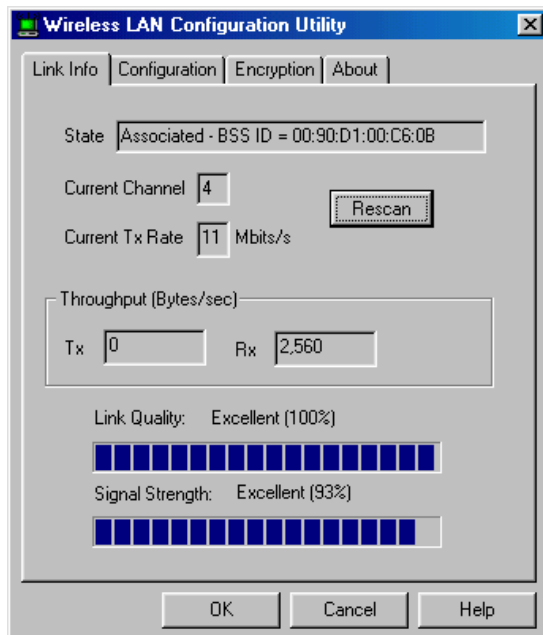 Wireless LAN Configuration Utility
Link Info Configuration Encryption About
State Associated - BSS ID = 00:90:D1:00:C6:0B
Current Channel 4
Rescan
Current Tx Rate 11 Mbits/s
Throughput (Bytes/sec)
Tx 0 Rx 2,560
Link Quality: Excellent (100%)
Signal Strength: Excellent (93%)
OK Cancel Help